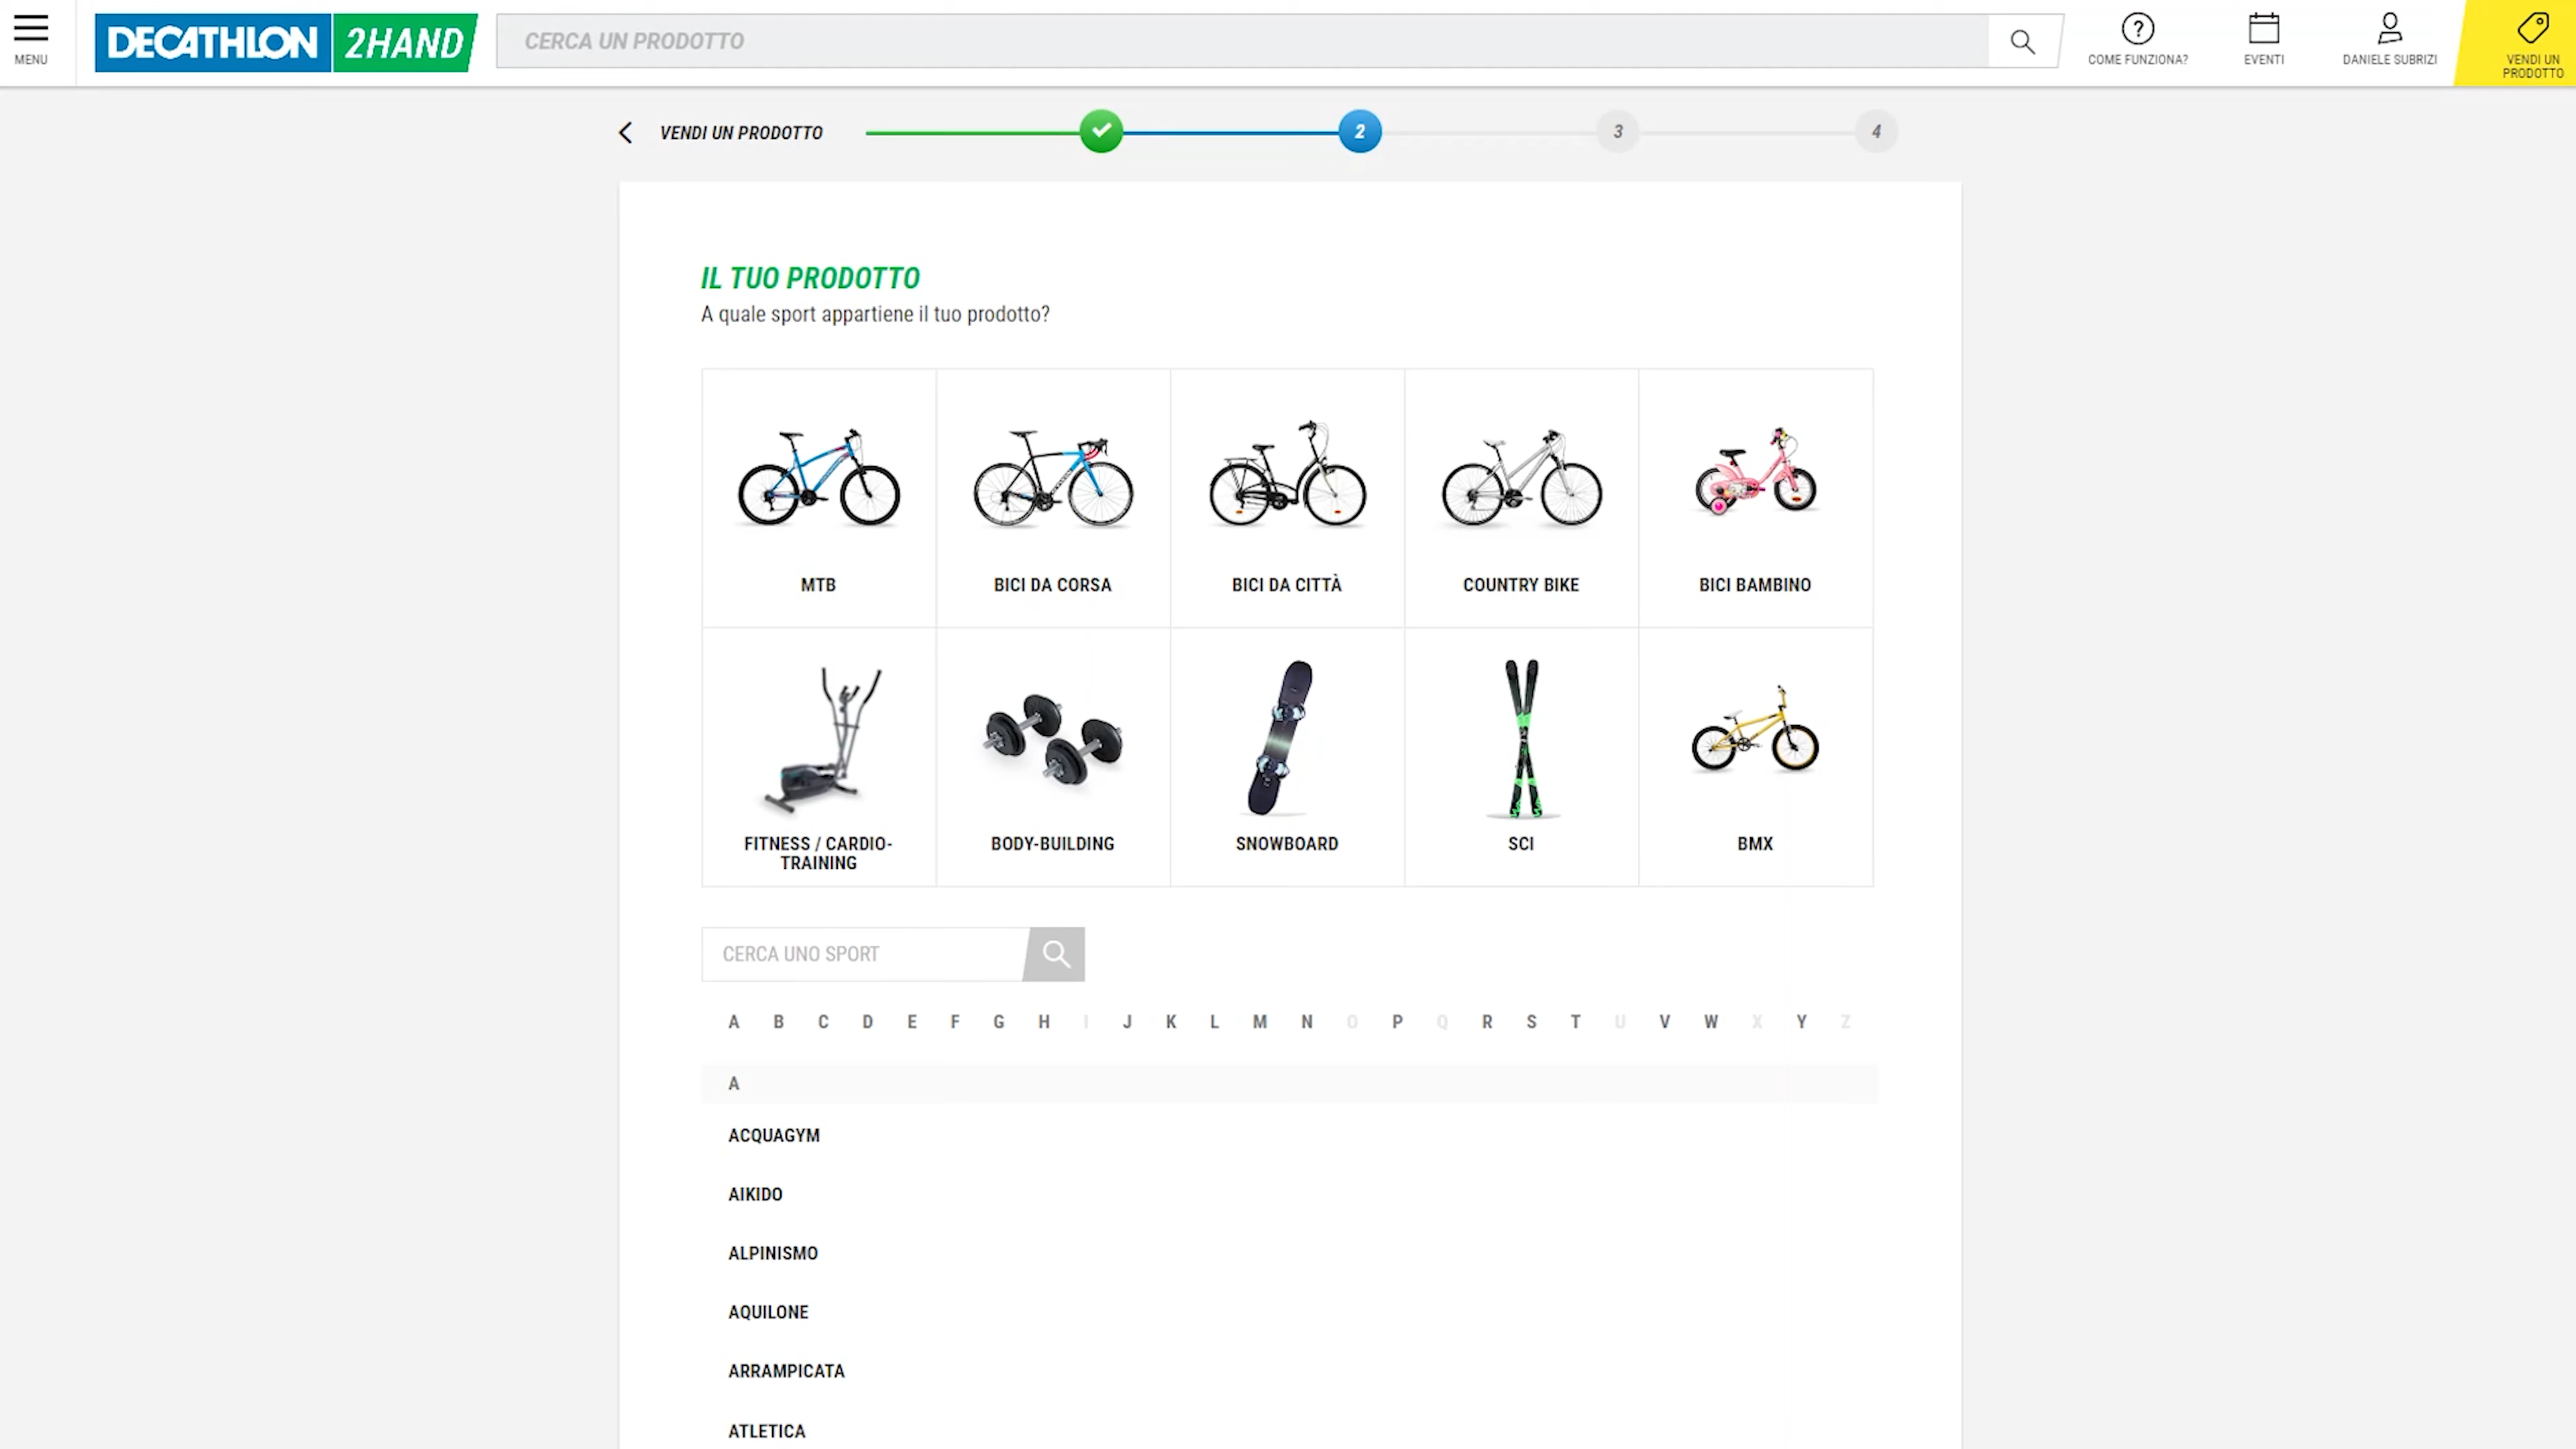 MENU
DECATHLON 2HAND
CERCA UN PRODOTTO
COME FUNZIONA?
EVENTI
DANIELE SUBRIZI
VENDI UN
PRODOTTO
VENDI UN PRODOTTO
2
3
4
IL TUO PRODOTTO
A quale sport appartiene il tuo prodotto?
MTB
BICI DA CORSA
BICI DA CITTÀ
COUNTRY BIKE
BICI BAMBINO
FITNESS / CARDIO-
TRAINING
BODY-BUILDING
SNOWBOARD
SCI
BMX
CERCA UNO SPORT
A B C D E F G H I J K L M N O P Q R S T U V W X Y Z
A
ACQUAGYM
AIKIDO
ALPINISMO
AQUILONE
ARRAMPICATA
ATLETICA